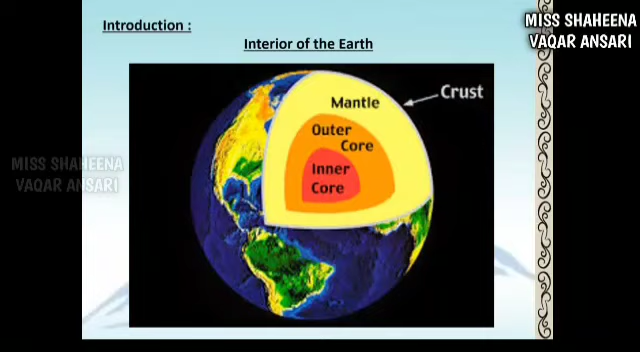 Introduction :
MISS SHAHEENA
VAQAR ANSARI
Interior of the Earth
Crust
Mantle
Outer
Core
Inner
Core
MISS SHAHEENA
VAQAR ANSARI